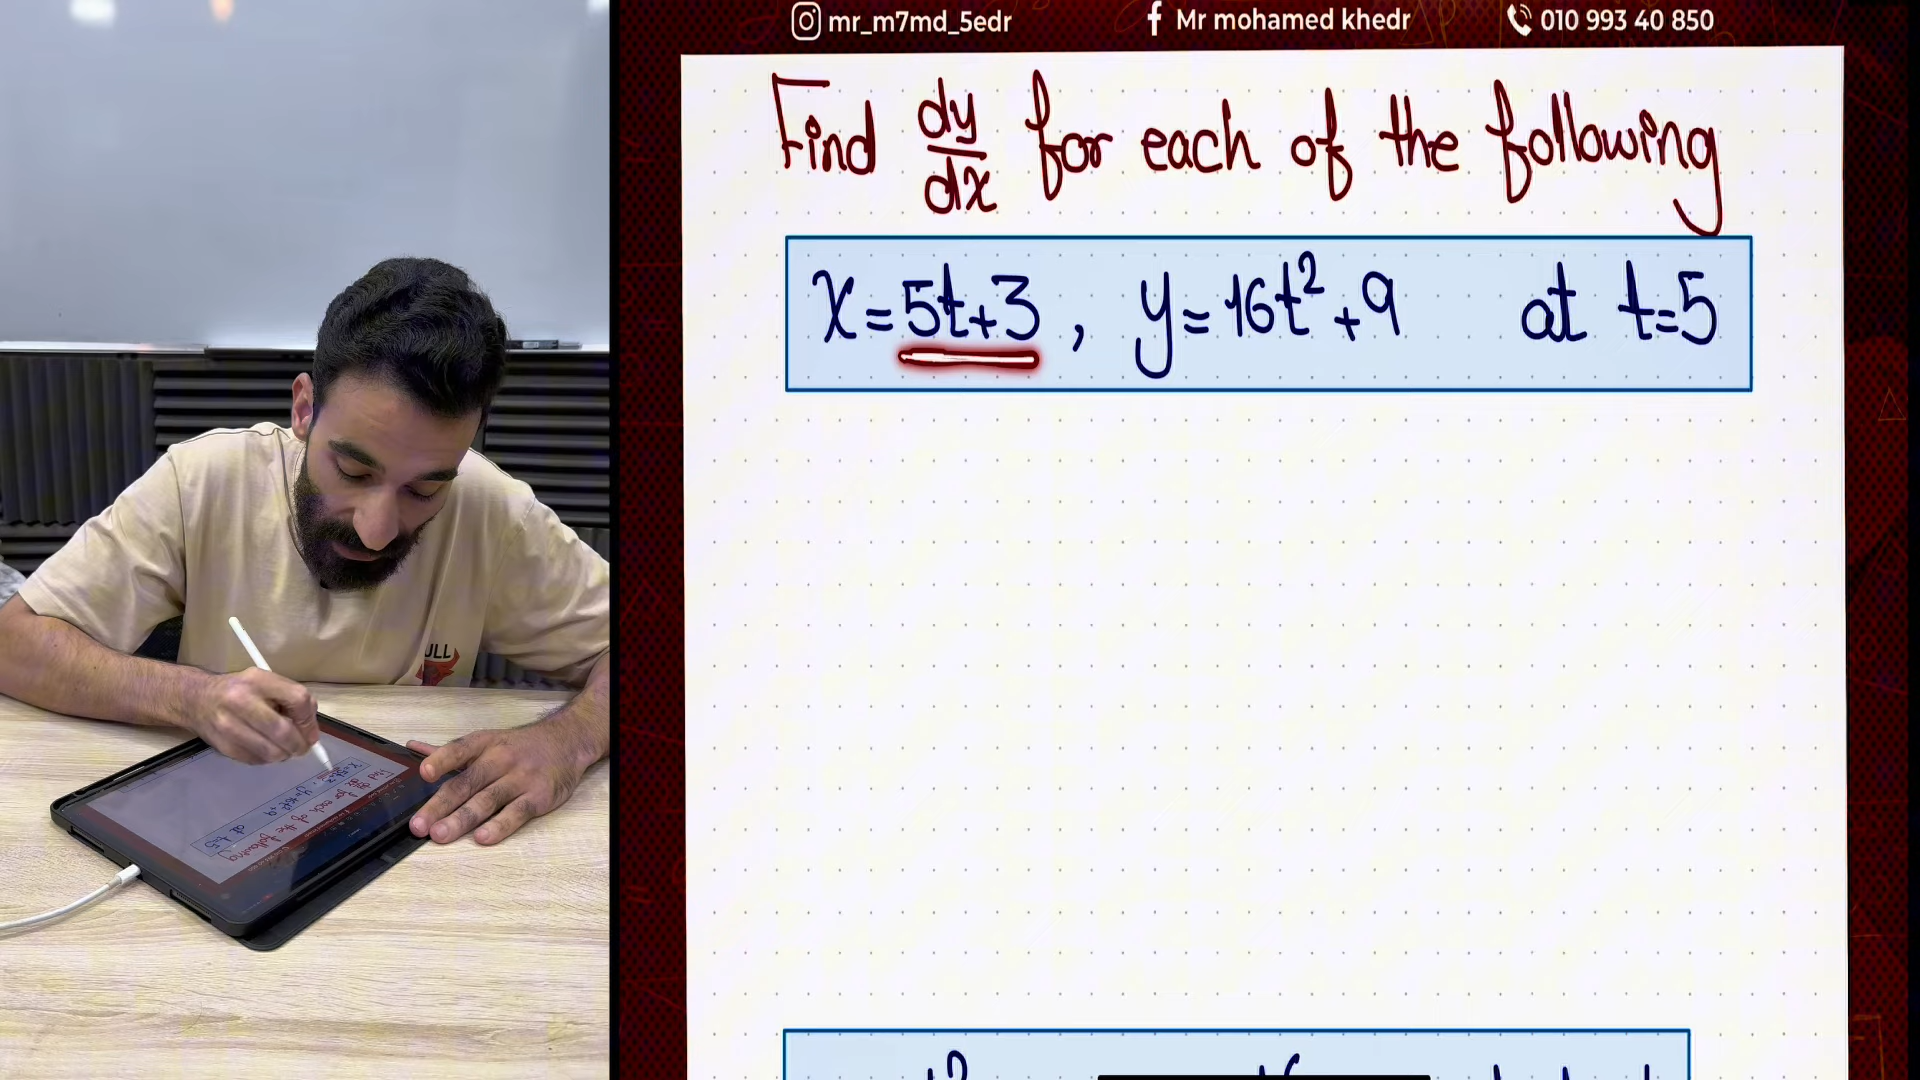 mr_m7md_5edr Mr mohamed khedr 010 993 40 850
Find dy/dx for each of the following
x=5t+3, y=16t²+9 at t=5
ULL